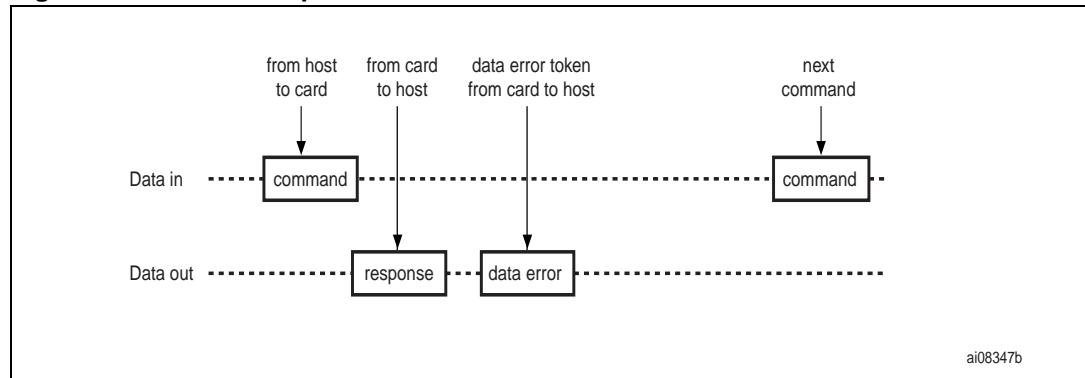 from host
to card
from card
to host
data error token
from card to host
next
command
Data in
command
command
Data out
response
data error
ai08347b